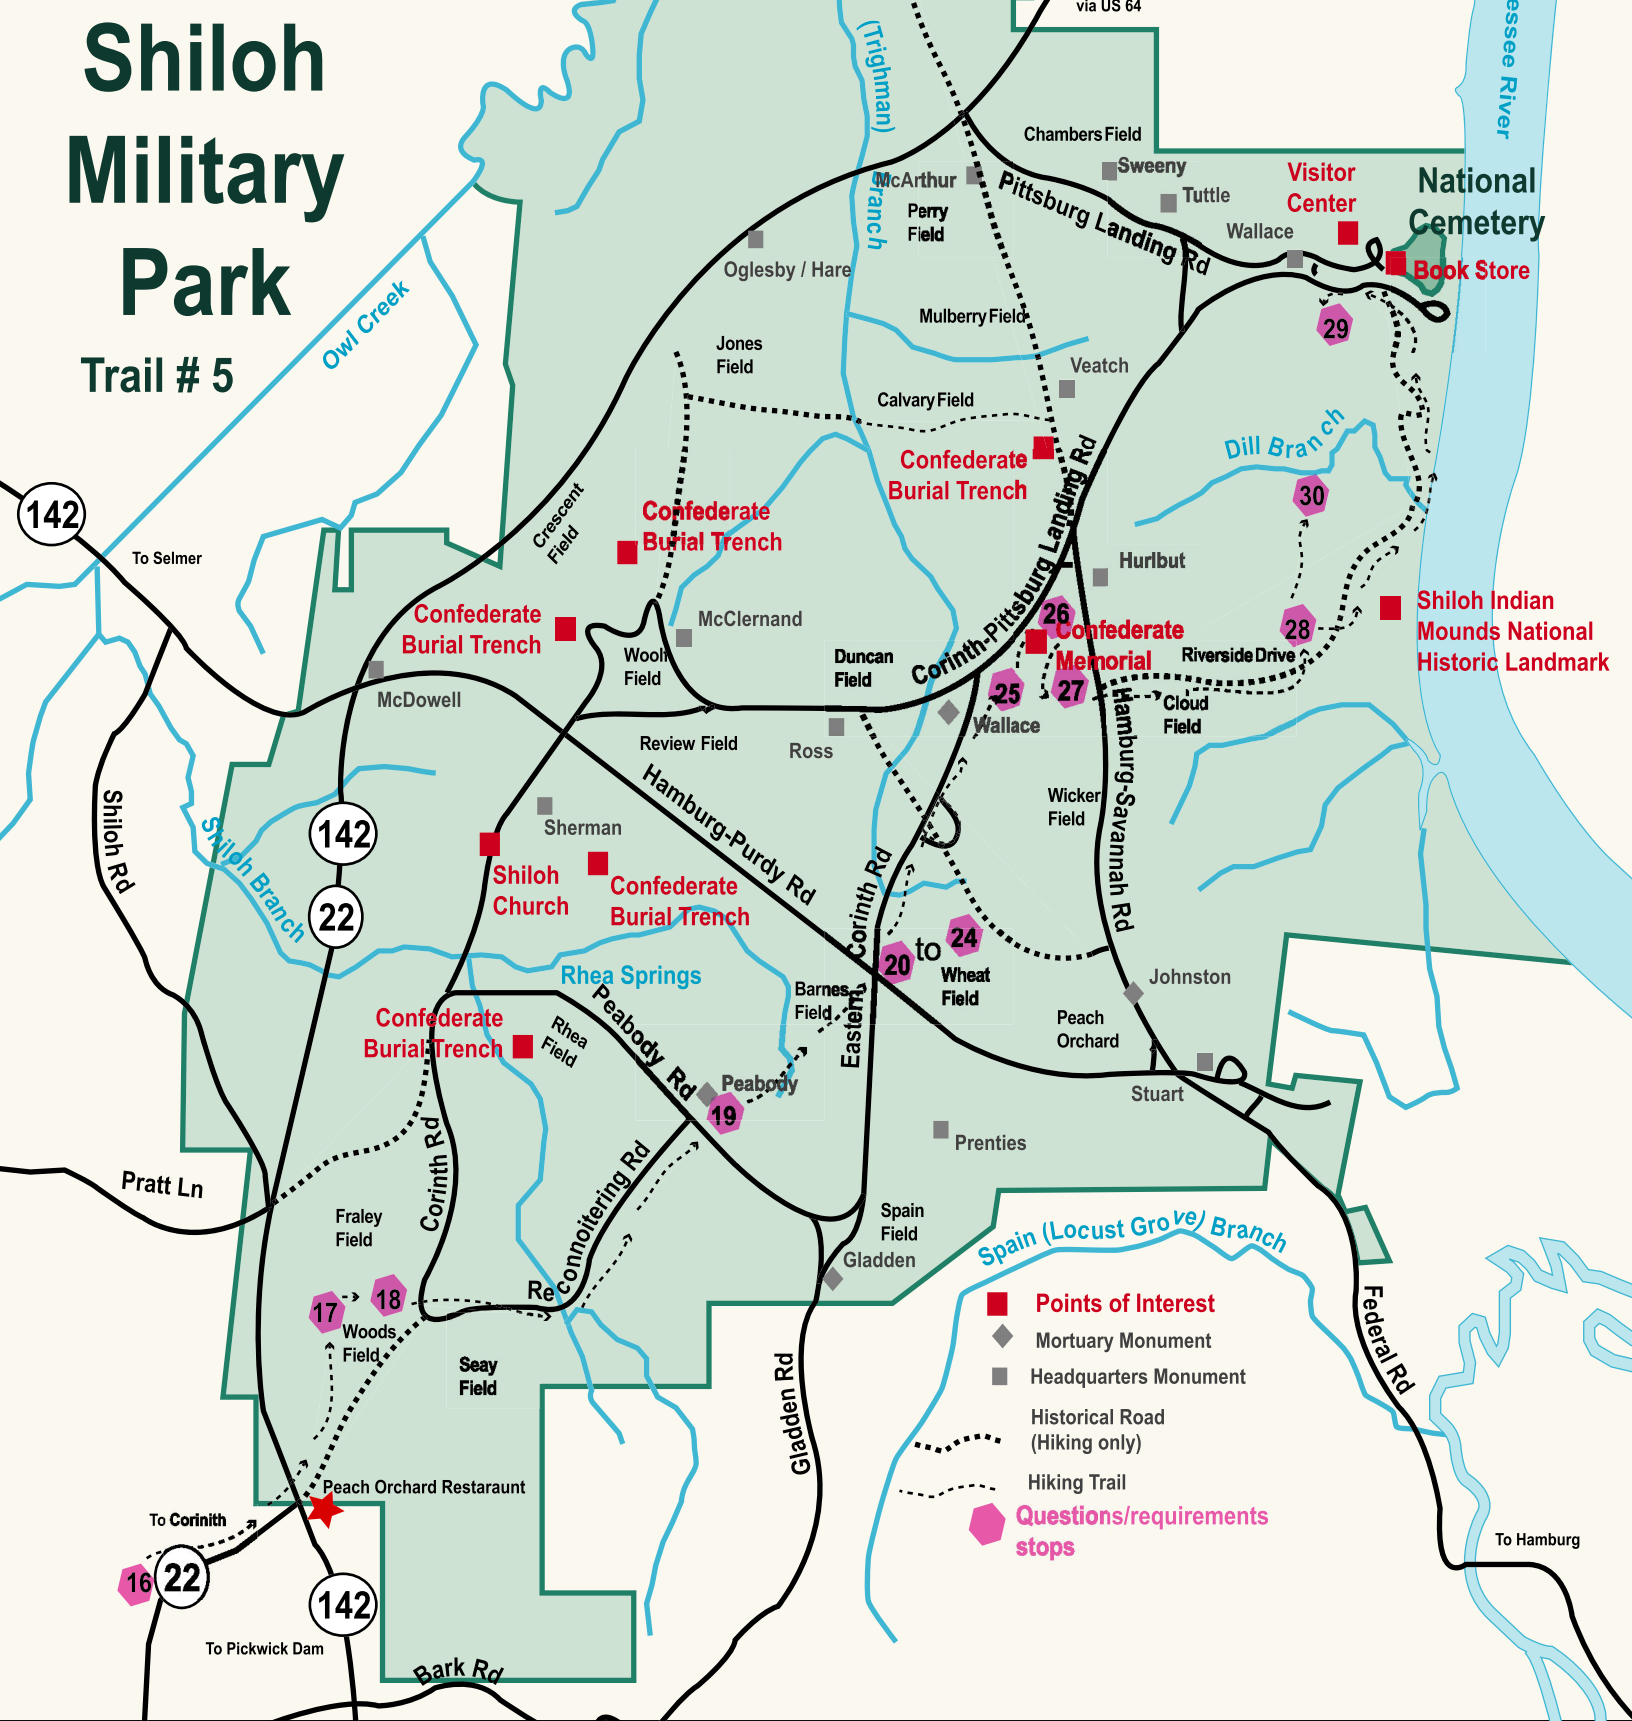 Shiloh
Military
Park
Trail # 5
via US 64
essee River
(Trighman)
Branch
Chambers Field
Sweeny
McArthur
Pittsburg Landing Rd
Tuttle
Perry
Field
Wallace
Visitor
Center
National
Cemetery
Book Store
Oglesby / Hare
Owl Creek
Mulberry Field
29
Jones
Field
Veatch
Calvary Field
Dill Branch
Confederate
Burial Trench
30
142
Crescent
Field
Confederate
Burial Trench
Corinth-Pittsburg Landing Rd
To Selmer
Hurlbut
Confederate
Burial Trench
McClernand
26
28
Shiloh Indian
Mounds National
Historic Landmark
Confederate
Memorial
Woolf
Field
Duncan
Field
Riverside Drive
McDowell
25
27
Cloud
Field
Wallace
Review Field
Ross
Hamburg-Purdy Rd
Hamburg-Savannah Rd
Wicker
Field
Shiloh Rd
Shiloh Branch
142
Sherman
Shiloh
Church
Confederate
Burial Trench
22
Corinth Rd
20 to 24
Wheat
Field
Rhea Springs
Barnes
Field
Johnston
Peabody Rd
Eastern
Confederate
Burial Trench
Rhea
Field
Peach
Orchard
Peabody
19
Stuart
Prenties
Corinth Rd
Reconnoitering Rd
Pratt Ln
Fraley
Field
Spain
Field
Spain (Locust Grove) Branch
Gladden
17
18
Woods
Field
Seay
Field
Gladden Rd
Federal Rd
Points of Interest
Mortuary Monument
Headquarters Monument
Historical Road
(Hiking only)
Hiking Trail
Questions/requirements
stops
Peach Orchard Restaraunt
To Corinith
16
22
142
To Hamburg
To Pickwick Dam
Bark Rd